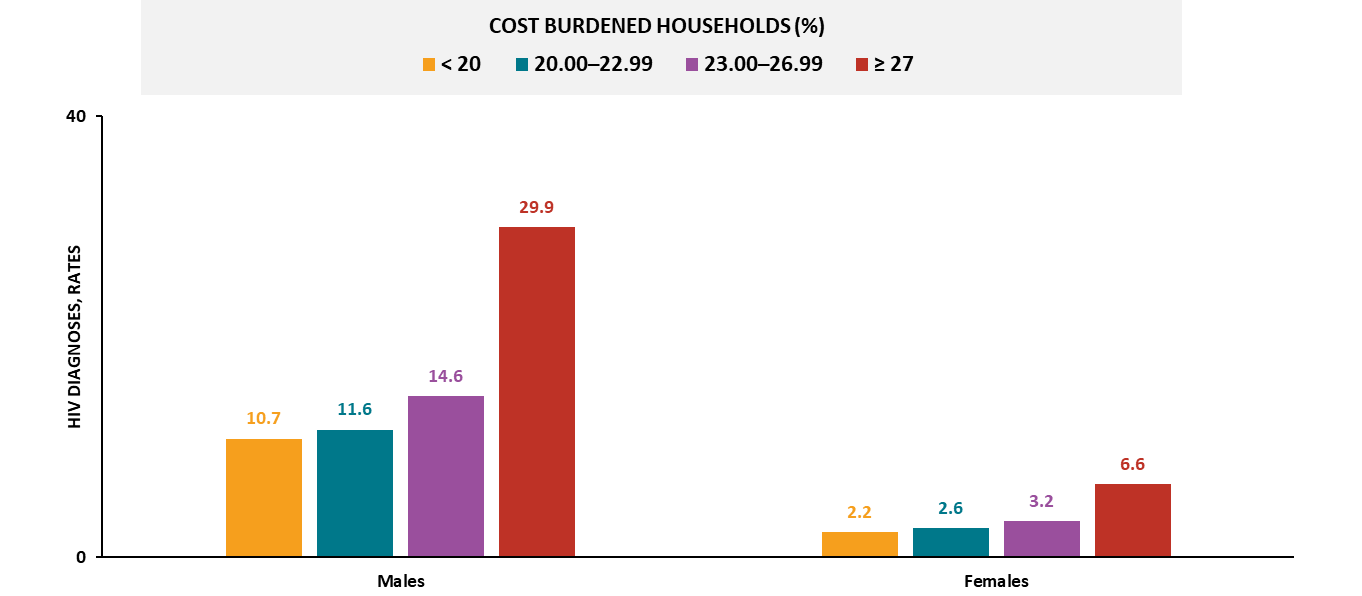 COST BURDENED HOUSEHOLDS (%)
< 20 20.00–22.99 23.00–26.99 ≥ 27
40
HIV DIAGNOSES, RATES
29.9
14.6
11.6
10.7
6.6
3.2
2.6
2.2
0
Males Females